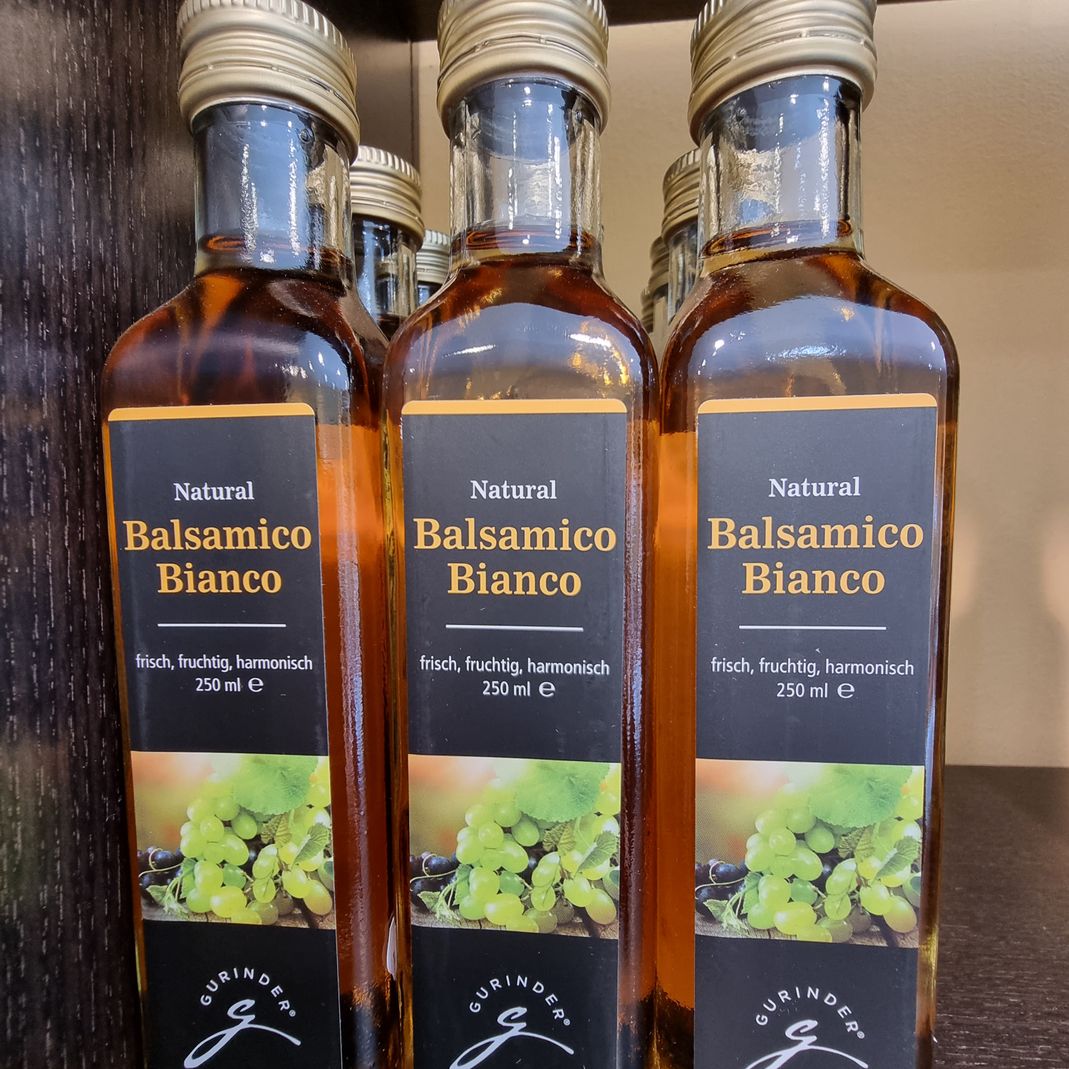 Natural
Balsamico
Bianco
frisch, fruchtig, harmonisch
250 ml ℮
GURINDER®
Natural
Balsamico
Bianco
frisch, fruchtig, harmonisch
250 ml ℮
GURINDER®
Natural
Balsamico
Bianco
frisch, fruchtig, harmonisch
250 ml ℮
GURINDER®